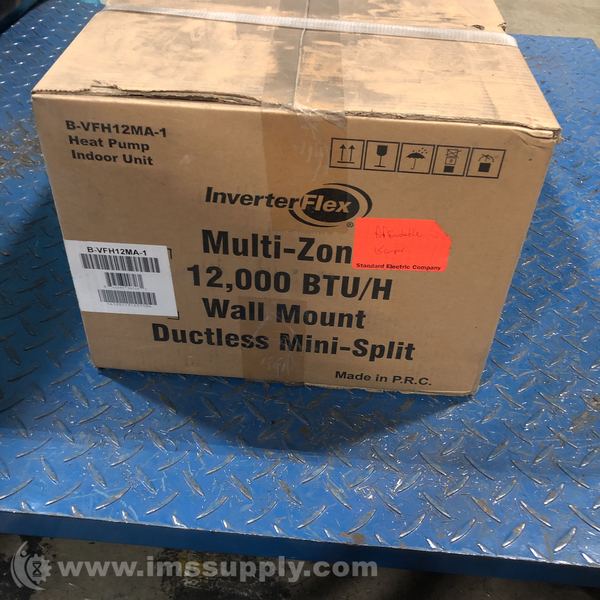 B-VFH12MA-1
Heat Pump
Indoor Unit
InverterFlex®
B-VFH12MA-1
Multi-Zon
12,000 BTU/H
Wall Mount
Ductless Mini-Split
Standard Electric Company
Made in P.R.C.
www.imssupply.com